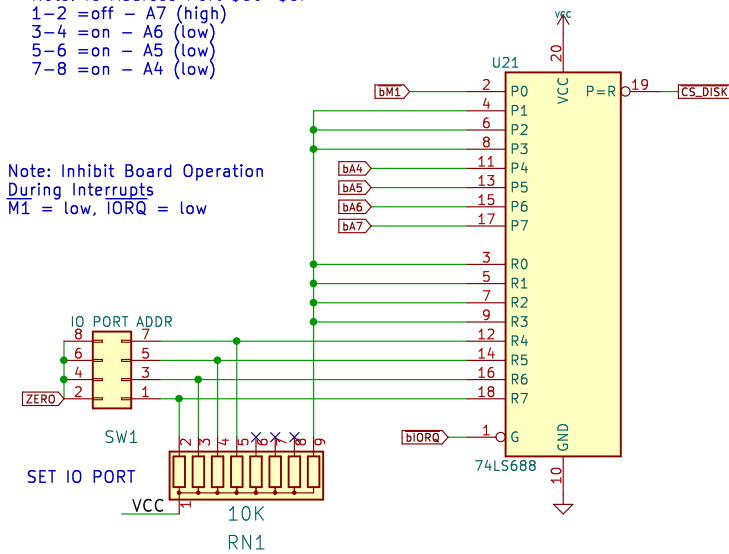 1-2 =off - A7 (high)
3-4 =on - A6 (low)
5-6 =on - A5 (low)
7-8 =on - A4 (low)
Note: Inhibit Board Operation
During Interrupts
M1 = low, IORQ = low
IO PORT ADDR
8 7
6 5
4 3
2 1
ZERO
SW1
SET IO PORT
VCC
2 3 4 5 6 7 8 9
1
10K
RN1
VCC
20
U21
VCC
bM1 2 P0
P=R 19 CS_DISK
4 P1
6 P2
8 P3
bA4 11 P4
bA5 13 P5
bA6 15 P6
bA7 17 P7
3 R0
5 R1
7 R2
9 R3
12 R4
14 R5
16 R6
18 R7
bIORQ 1 G
GND
74LS688
10